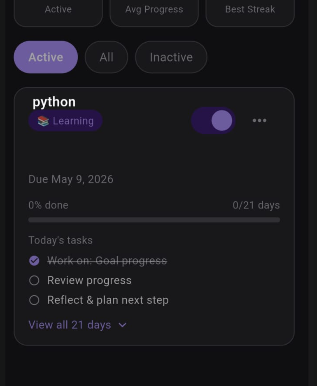 Active
Avg Progress
Best Streak
Active
All
Inactive
python
📚 Learning
Due May 9, 2026
0% done
0/21 days
Today's tasks
Work on: Goal progress
Review progress
Reflect & plan next step
View all 21 days